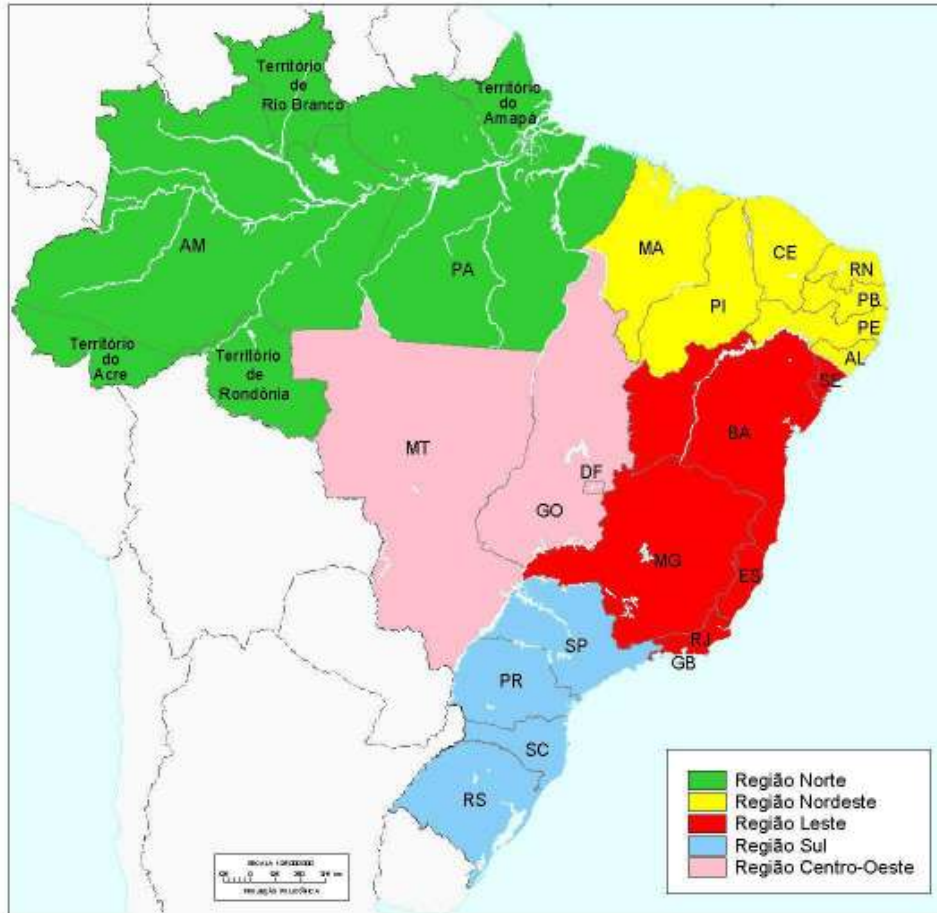 Território
de
Rio Branco
Território
do
Amapá
AM
PA
MA
CE
RN
PI
PB
PE
AL
SE
Território
do
Acre
Território
de
Rondônia
MT
BA
DF
GO
MG
ES
RJ
GB
SP
PR
SC
RS
Região Norte
Região Nordeste
Região Leste
Região Sul
Região Centro-Oeste